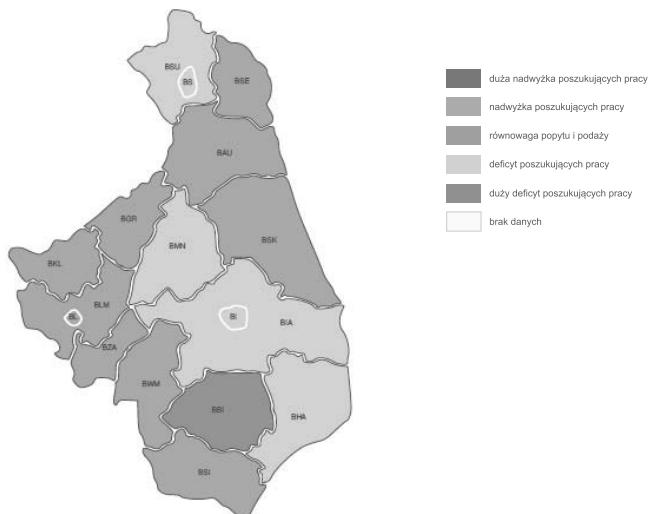 BSU
BS
BSE
BAU
BGR
BSK
BMN
BKL
BLM
BL
BI
BIA
BZA
BWM
BBI
BHA
BSI
duża nadwyżka poszukujących pracy
nadwyżka poszukujących pracy
równowaga popytu i podaży
deficyt poszukujących pracy
duży deficyt poszukujących pracy
brak danych